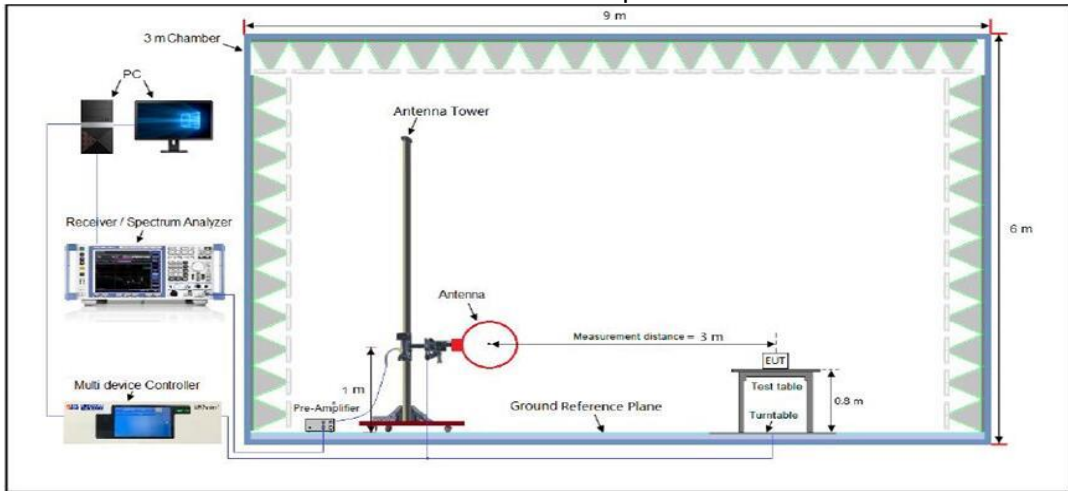 9 m
3 m Chamber
PC
Antenna Tower
Receiver / Spectrum Analyzer
6 m
Antenna
Measurement distance = 3 m
EUT
Multi device Controller
1 m
Test table
0.8 m
Pre-Amplifier
Ground Reference Plane
Turntable